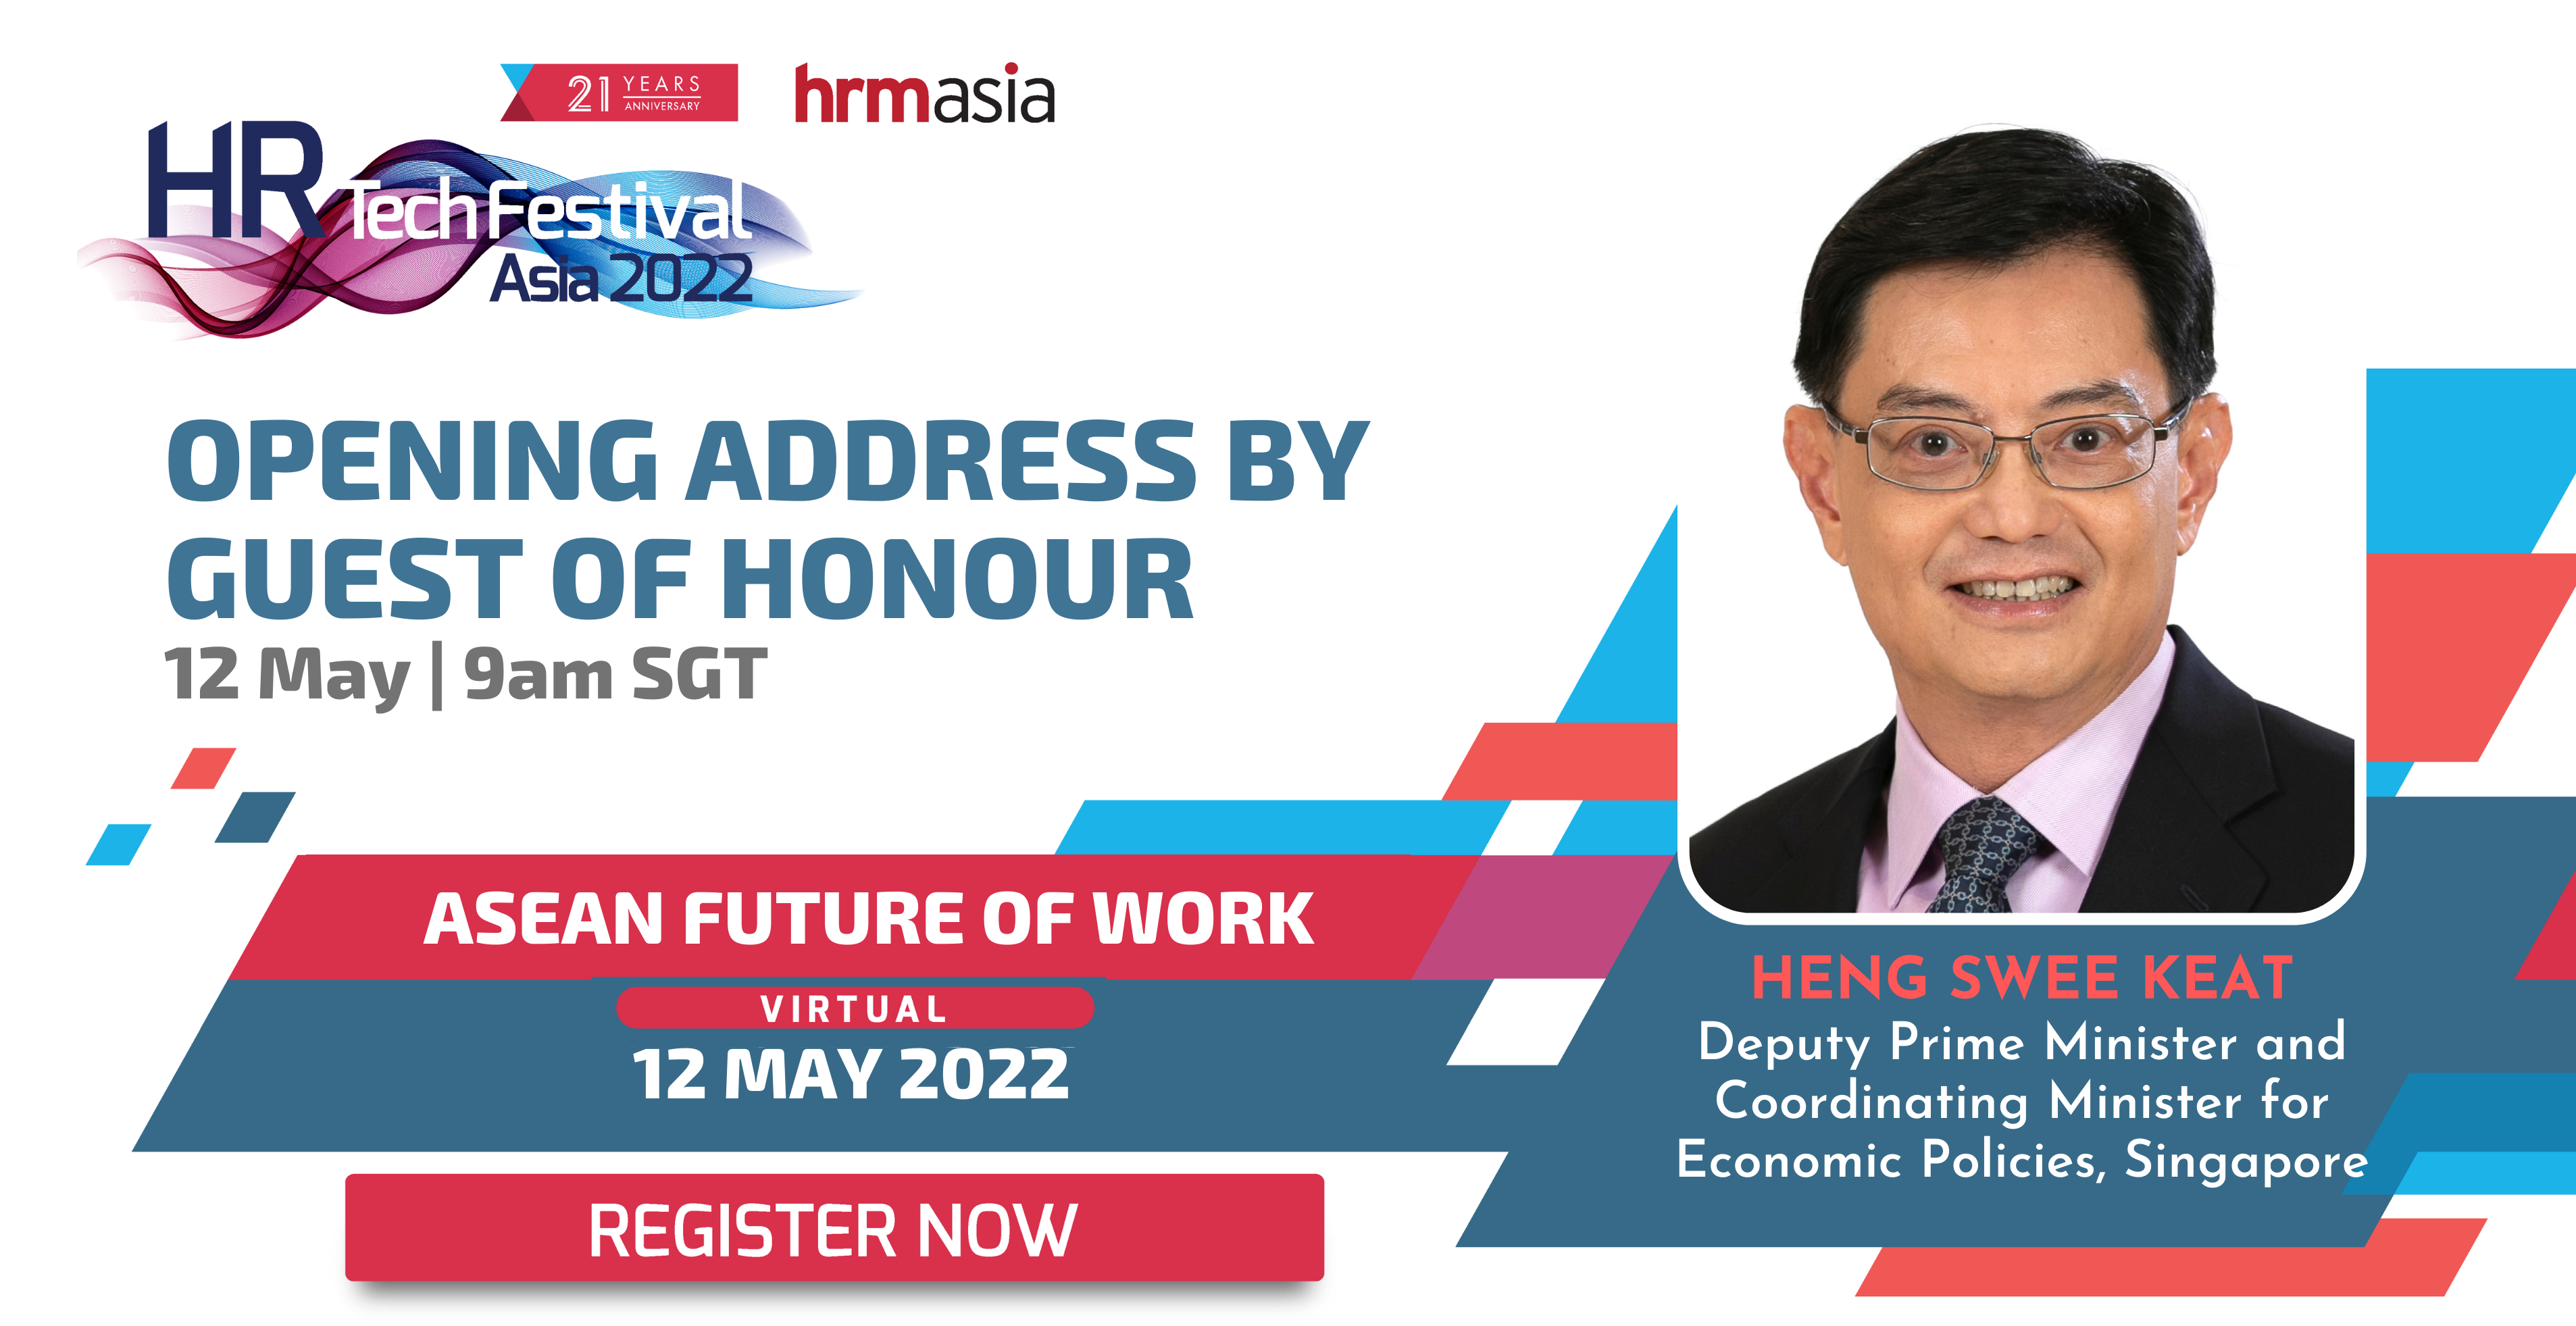 21 YEARS
ANNIVERSARY
hrmasia
HR Tech Festival
Asia 2022
OPENING ADDRESS BY
GUEST OF HONOUR
12 May | 9am SGT
ASEAN FUTURE OF WORK
VIRTUAL
12 MAY 2022
REGISTER NOW
HENG SWEE KEAT
Deputy Prime Minister and
Coordinating Minister for
Economic Policies, Singapore